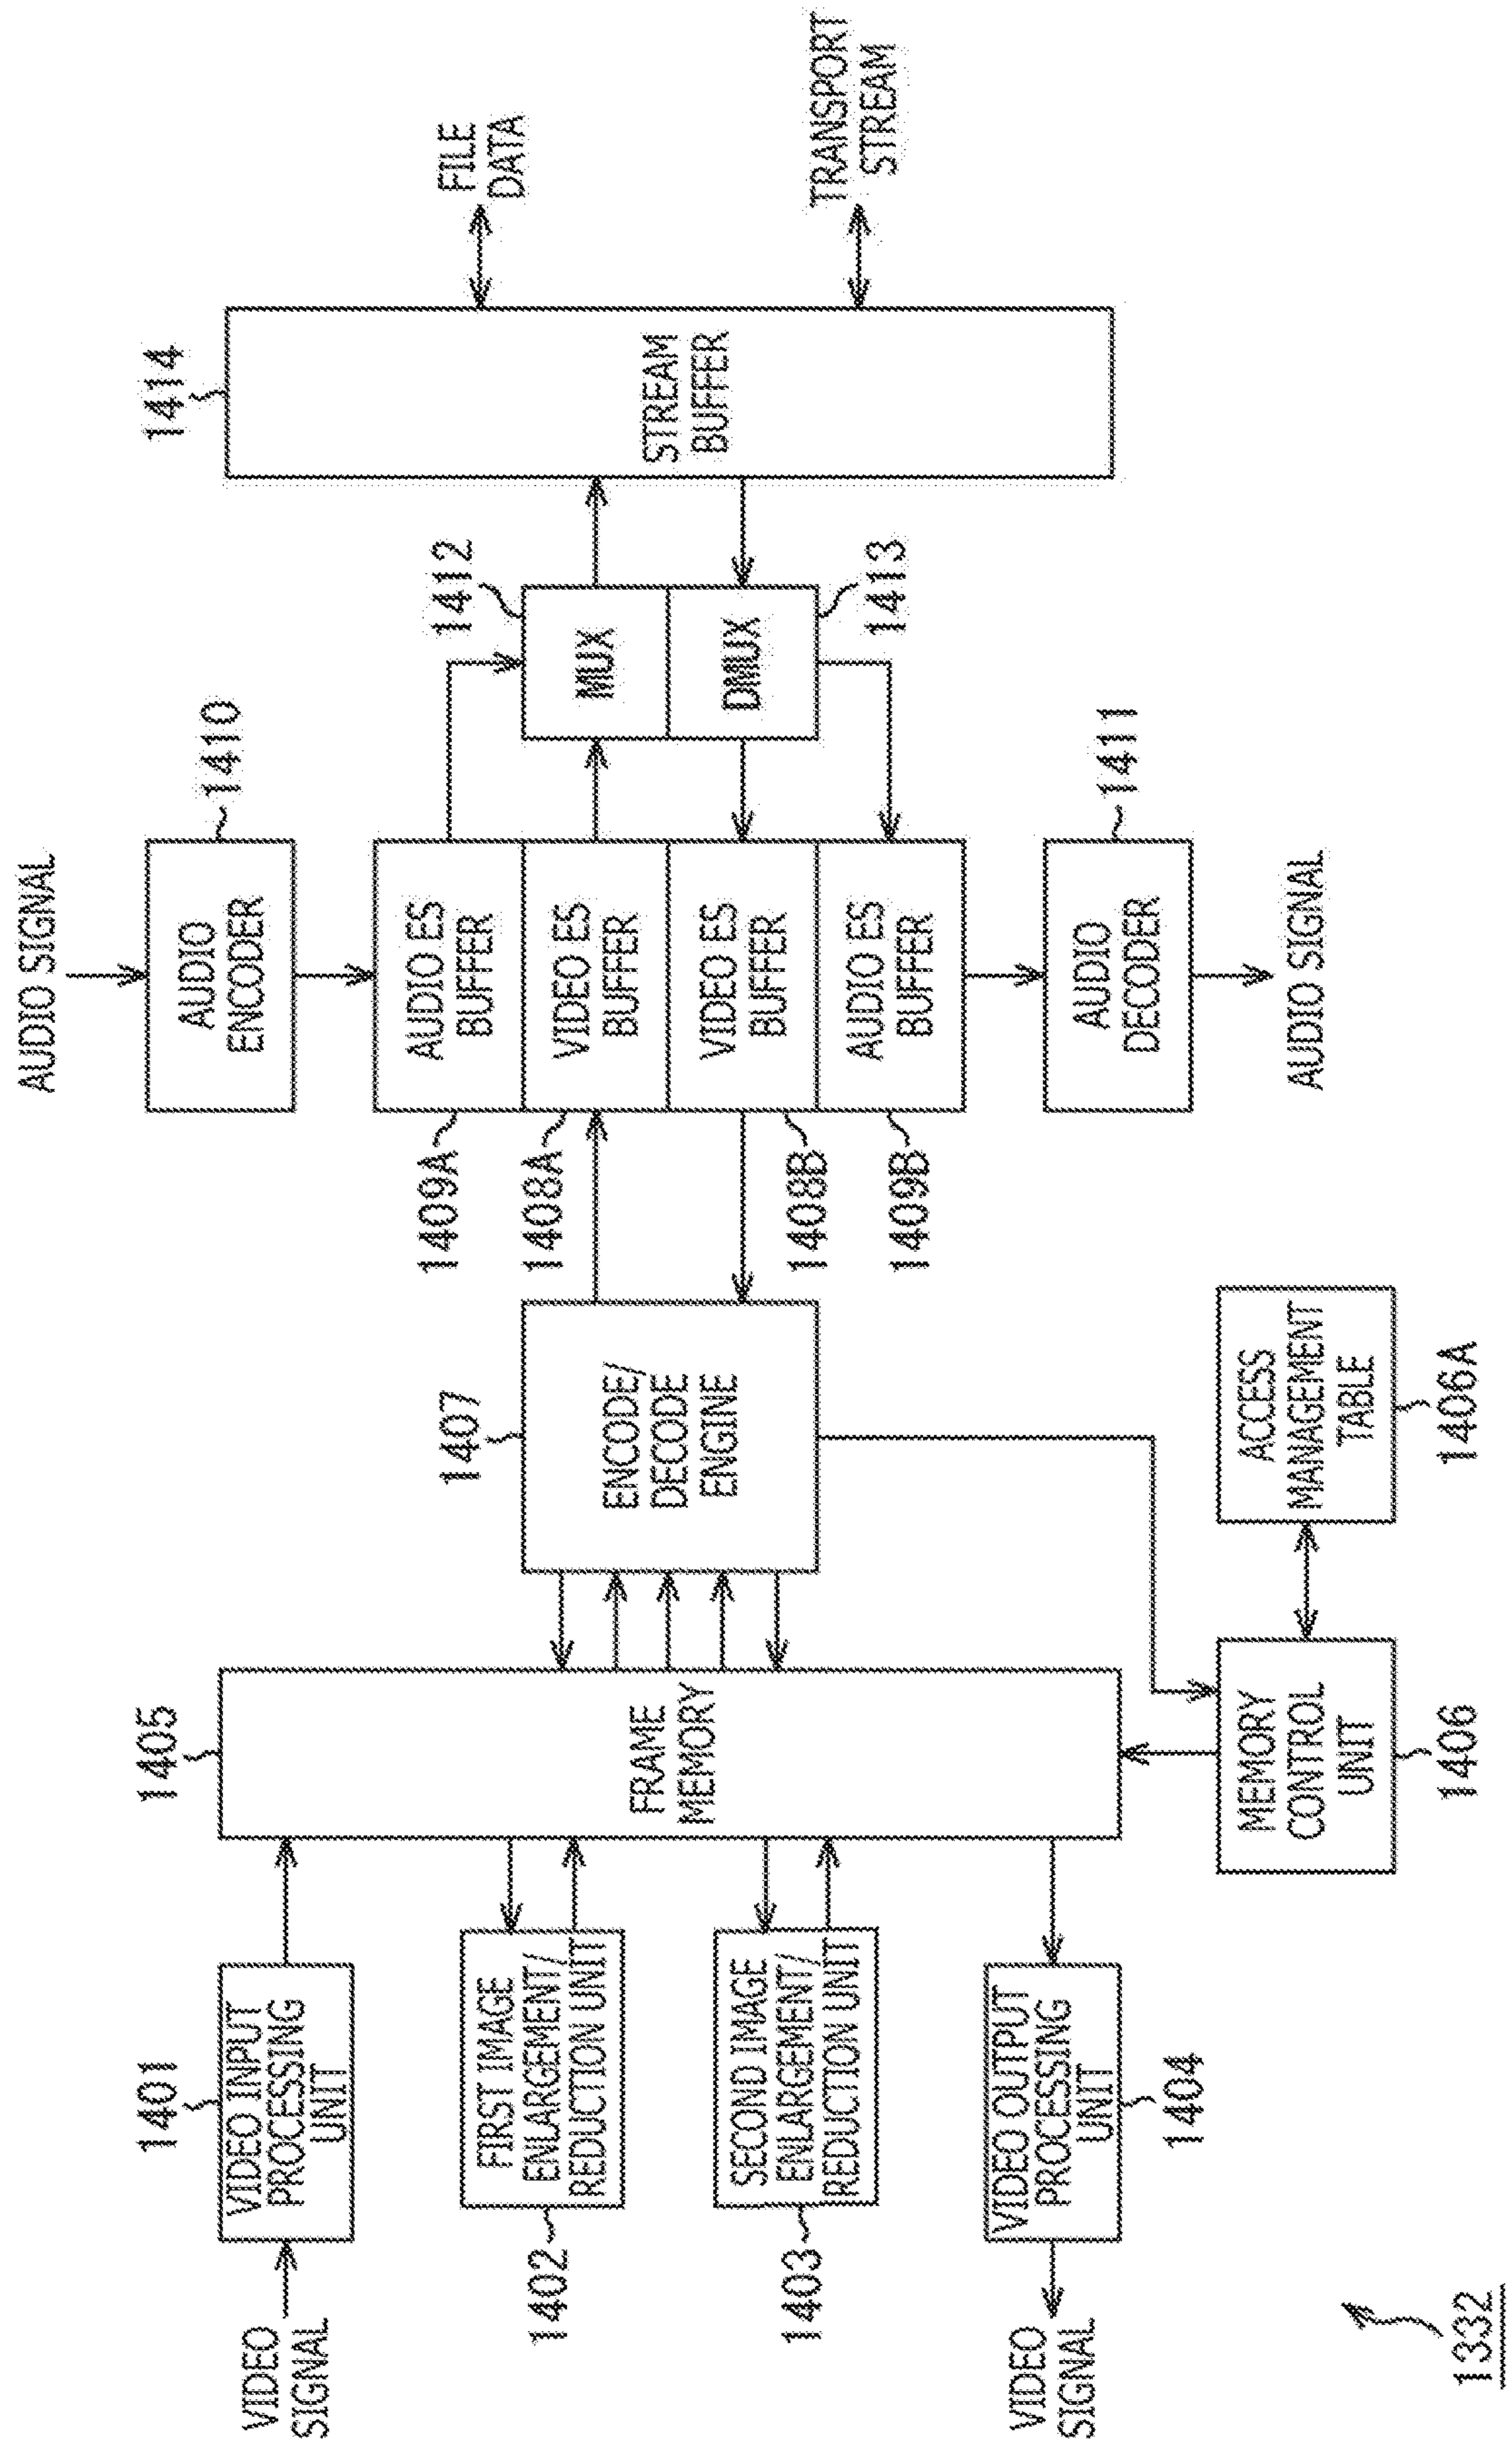 VIDEO
SIGNAL
1401
VIDEO INPUT
PROCESSING
UNIT
FIRST IMAGE
ENLARGEMENT/
REDUCTION UNIT
1402
SECOND IMAGE
ENLARGEMENT/
REDUCTION UNIT
1403
VIDEO OUTPUT
PROCESSING
UNIT
1404
VIDEO
SIGNAL
1405
FRAME
MEMORY
MEMORY
CONTROL
UNIT
1406
ACCESS
MANAGEMENT
TABLE
1406A
1407
ENCODE/
DECODE
ENGINE
AUDIO SIGNAL
AUDIO
ENCODER
1410
AUDIO ES
BUFFER
1409A
VIDEO ES
BUFFER
1408A
VIDEO ES
BUFFER
1408B
AUDIO ES
BUFFER
1409B
AUDIO
DECODER
1411
AUDIO SIGNAL
1412
MUX
DMUX
1413
1414
STREAM
BUFFER
FILE
DATA
TRANSPORT
STREAM
1332